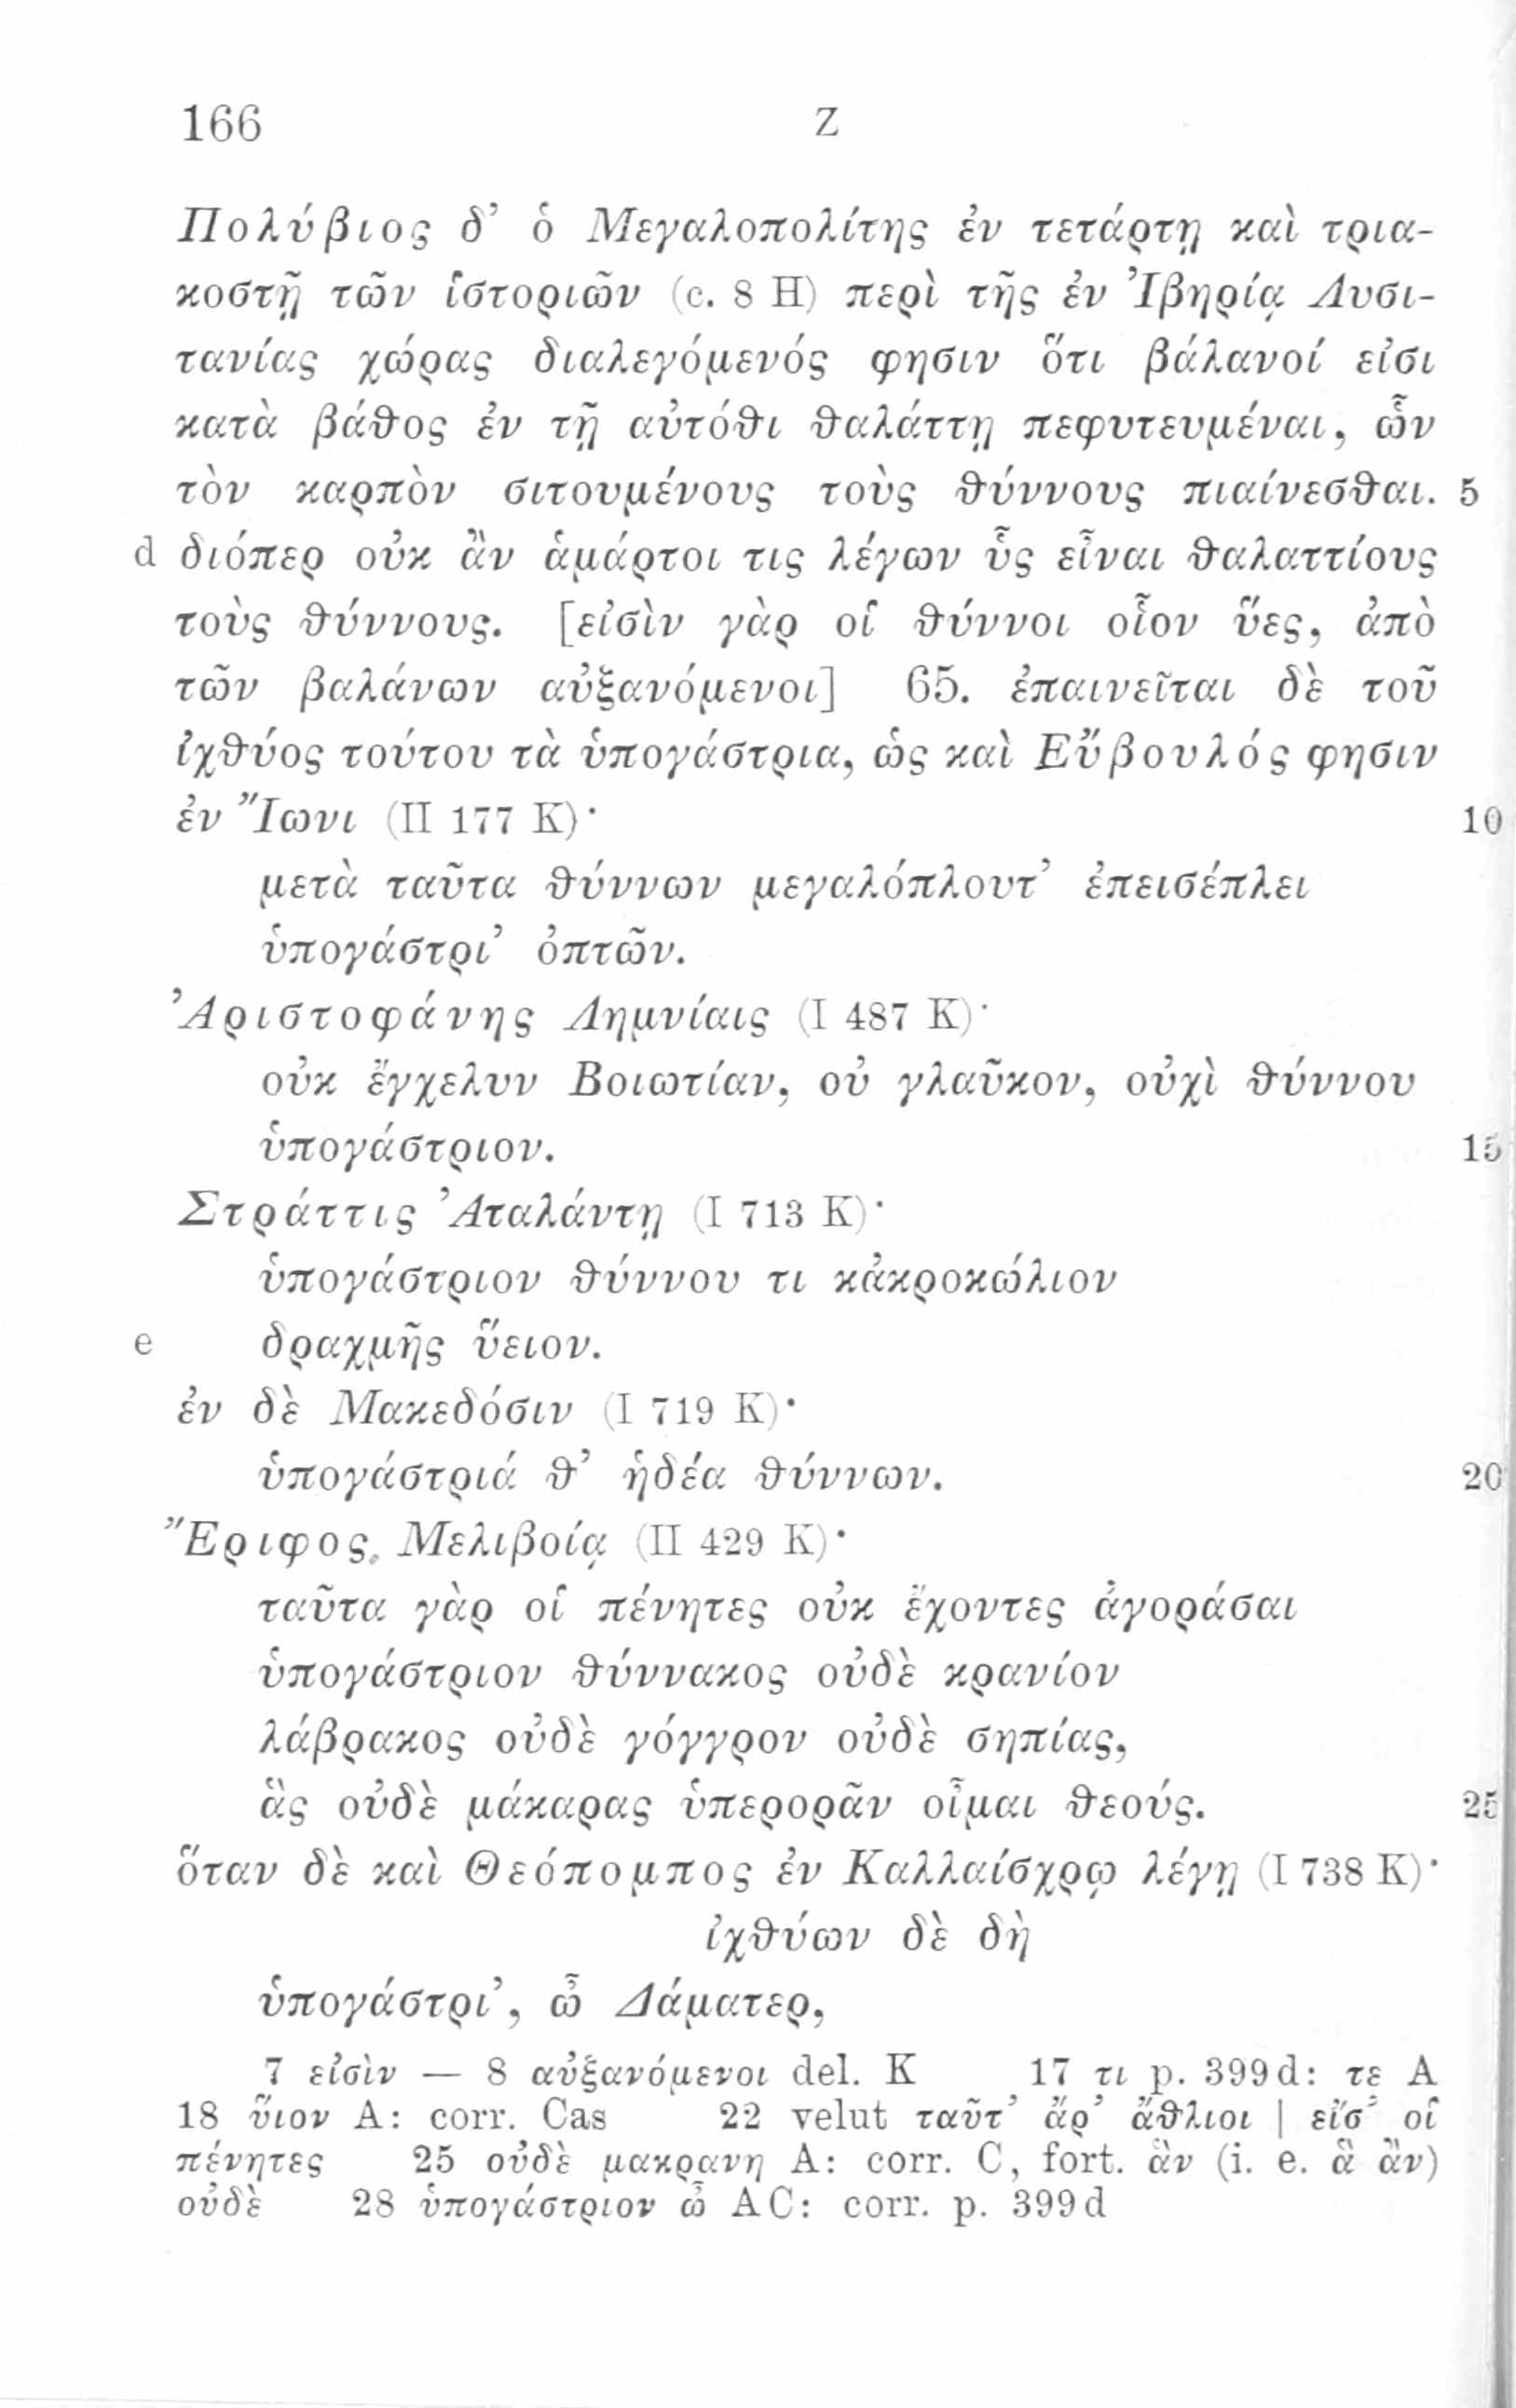 166 Z
Πολύβιος δ’ ὁ Μεγαλοπολίτης ἐν τετάρτῃ καὶ τρια-
κοστῇ τῶν ἱστοριῶν (c. 8 H) περὶ τῆς ἐν Ἰβηρίᾳ Λυσι-
τανίας χώρας διαλεγόμενός φησιν ὅτι βάλανοί εἰσι
κατὰ βάθος ἐν τῇ αὐτόθι θαλάττῃ πεφυτευμέναι, ὧν
τὸν καρπὸν σιτουμένους τοὺς θύννους πιαίνεσθαι. 5
d διόπερ οὐκ ἂν ἁμάρτοι τις λέγων ὗς εἶναι θαλαττίους
τοὺς θύννους. [εἰσὶν γὰρ οἱ θύννοι οἷον ὕες, ἀπὸ
τῶν βαλάνων αὐξανόμενοι] 65. ἐπαινεῖται δὲ τοῦ
ἰχθύος τούτου τὰ ὑπογάστρια, ὡς καὶ Εὔβουλός φησιν
ἐν Ἴωνι (II 177 K)· 10
μετὰ ταῦτα θύννων μεγαλόπλουτ’ ἐπεισέπλει
ὑπογάστρι’ ὀπτῶν.
Ἀριστοφάνης Λημνίαις (I 487 K)·
οὐκ ἔγχελυν Βοιωτίαν, οὐ γλαῦκον, οὐχὶ θύννου
ὑπογάστριον. 15
Στράττις Ἀταλάντῃ (I 713 K)·
ὑπογάστριον θύννου τι κἀκροκώλιον
e δραχμῆς ὕειον.
ἐν δὲ Μακεδόσιν (I 719 K)·
ὑπογάστριά θ’ ἡδέα θύννων. 20
Ἔριφος Μελιβοίᾳ (II 429 K)·
ταῦτα γὰρ οἱ πένητες οὐκ ἔχοντες ἀγοράσαι
ὑπογάστριον θύννακος οὐδὲ κρανίον
λάβρακος οὐδὲ γόγγρον οὐδὲ σηπίας,
ἃς οὐδὲ μάκαρας ὑπερορᾶν οἶμαι θεούς. 25
ὅταν δὲ καὶ Θεόπομπος ἐν Καλλαίσχρῳ λέγῃ (I 738 K)·
ἰχθύων δὲ δὴ
ὑπογάστρι’, ὦ Δάματερ,
7 εἰσὶν — 8 αὐξανόμενοι del. K 17 τι p. 399d: τε A
18 ὕιον A: corr. Cas 22 velut ταῦτ’ ἄρ’ ἄθλιοι | εἴσ’ οἱ
πένητες 25 οὐδὲ μακρανη A: corr. C, fort. ἃν (i. e. ἃ ἂν)
οὐδὲ 28 ὑπογάστριον ὦ AC: corr. p. 399d